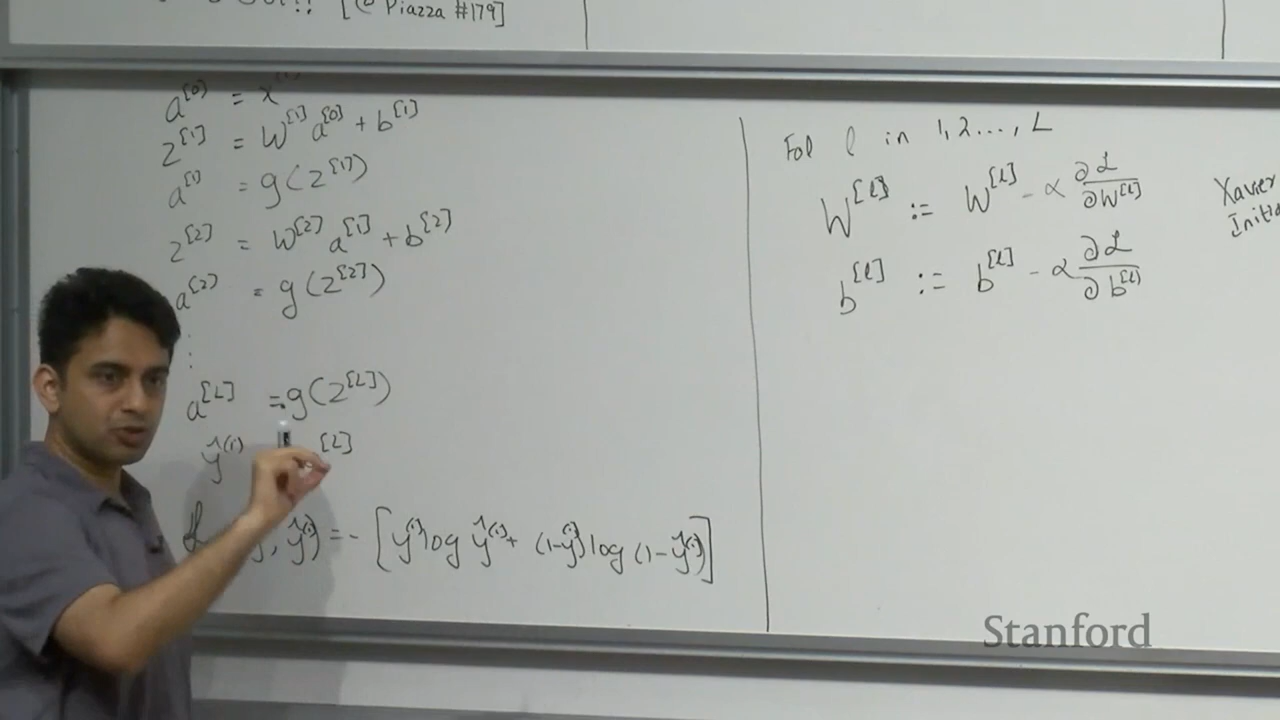 [@ Piazza #179]
a^{[0]} = x^{(i)}
z^{[1]} = W^{[1]} a^{[0]} + b^{[1]}
a^{[1]} = g(z^{[1]})
z^{[2]} = W^{[2]} a^{[1]} + b^{[2]}
a^{[2]} = g(z^{[2]})
⋮
a^{[L]} = g(z^{[L]})
ŷ^{(i)} [L]
ŷ^{(i)}) = - [y^{(i)} log ŷ^{(i)} + (1-y^{(i)}) log (1-ŷ^{(i)})]
For l in 1,2..., L
W^{[l]} := W^{[l]} - α ∂L/∂W^{[l]}
b^{[l]} := b^{[l]} - α ∂L/∂b^{[l]}
Xavier
Stanford